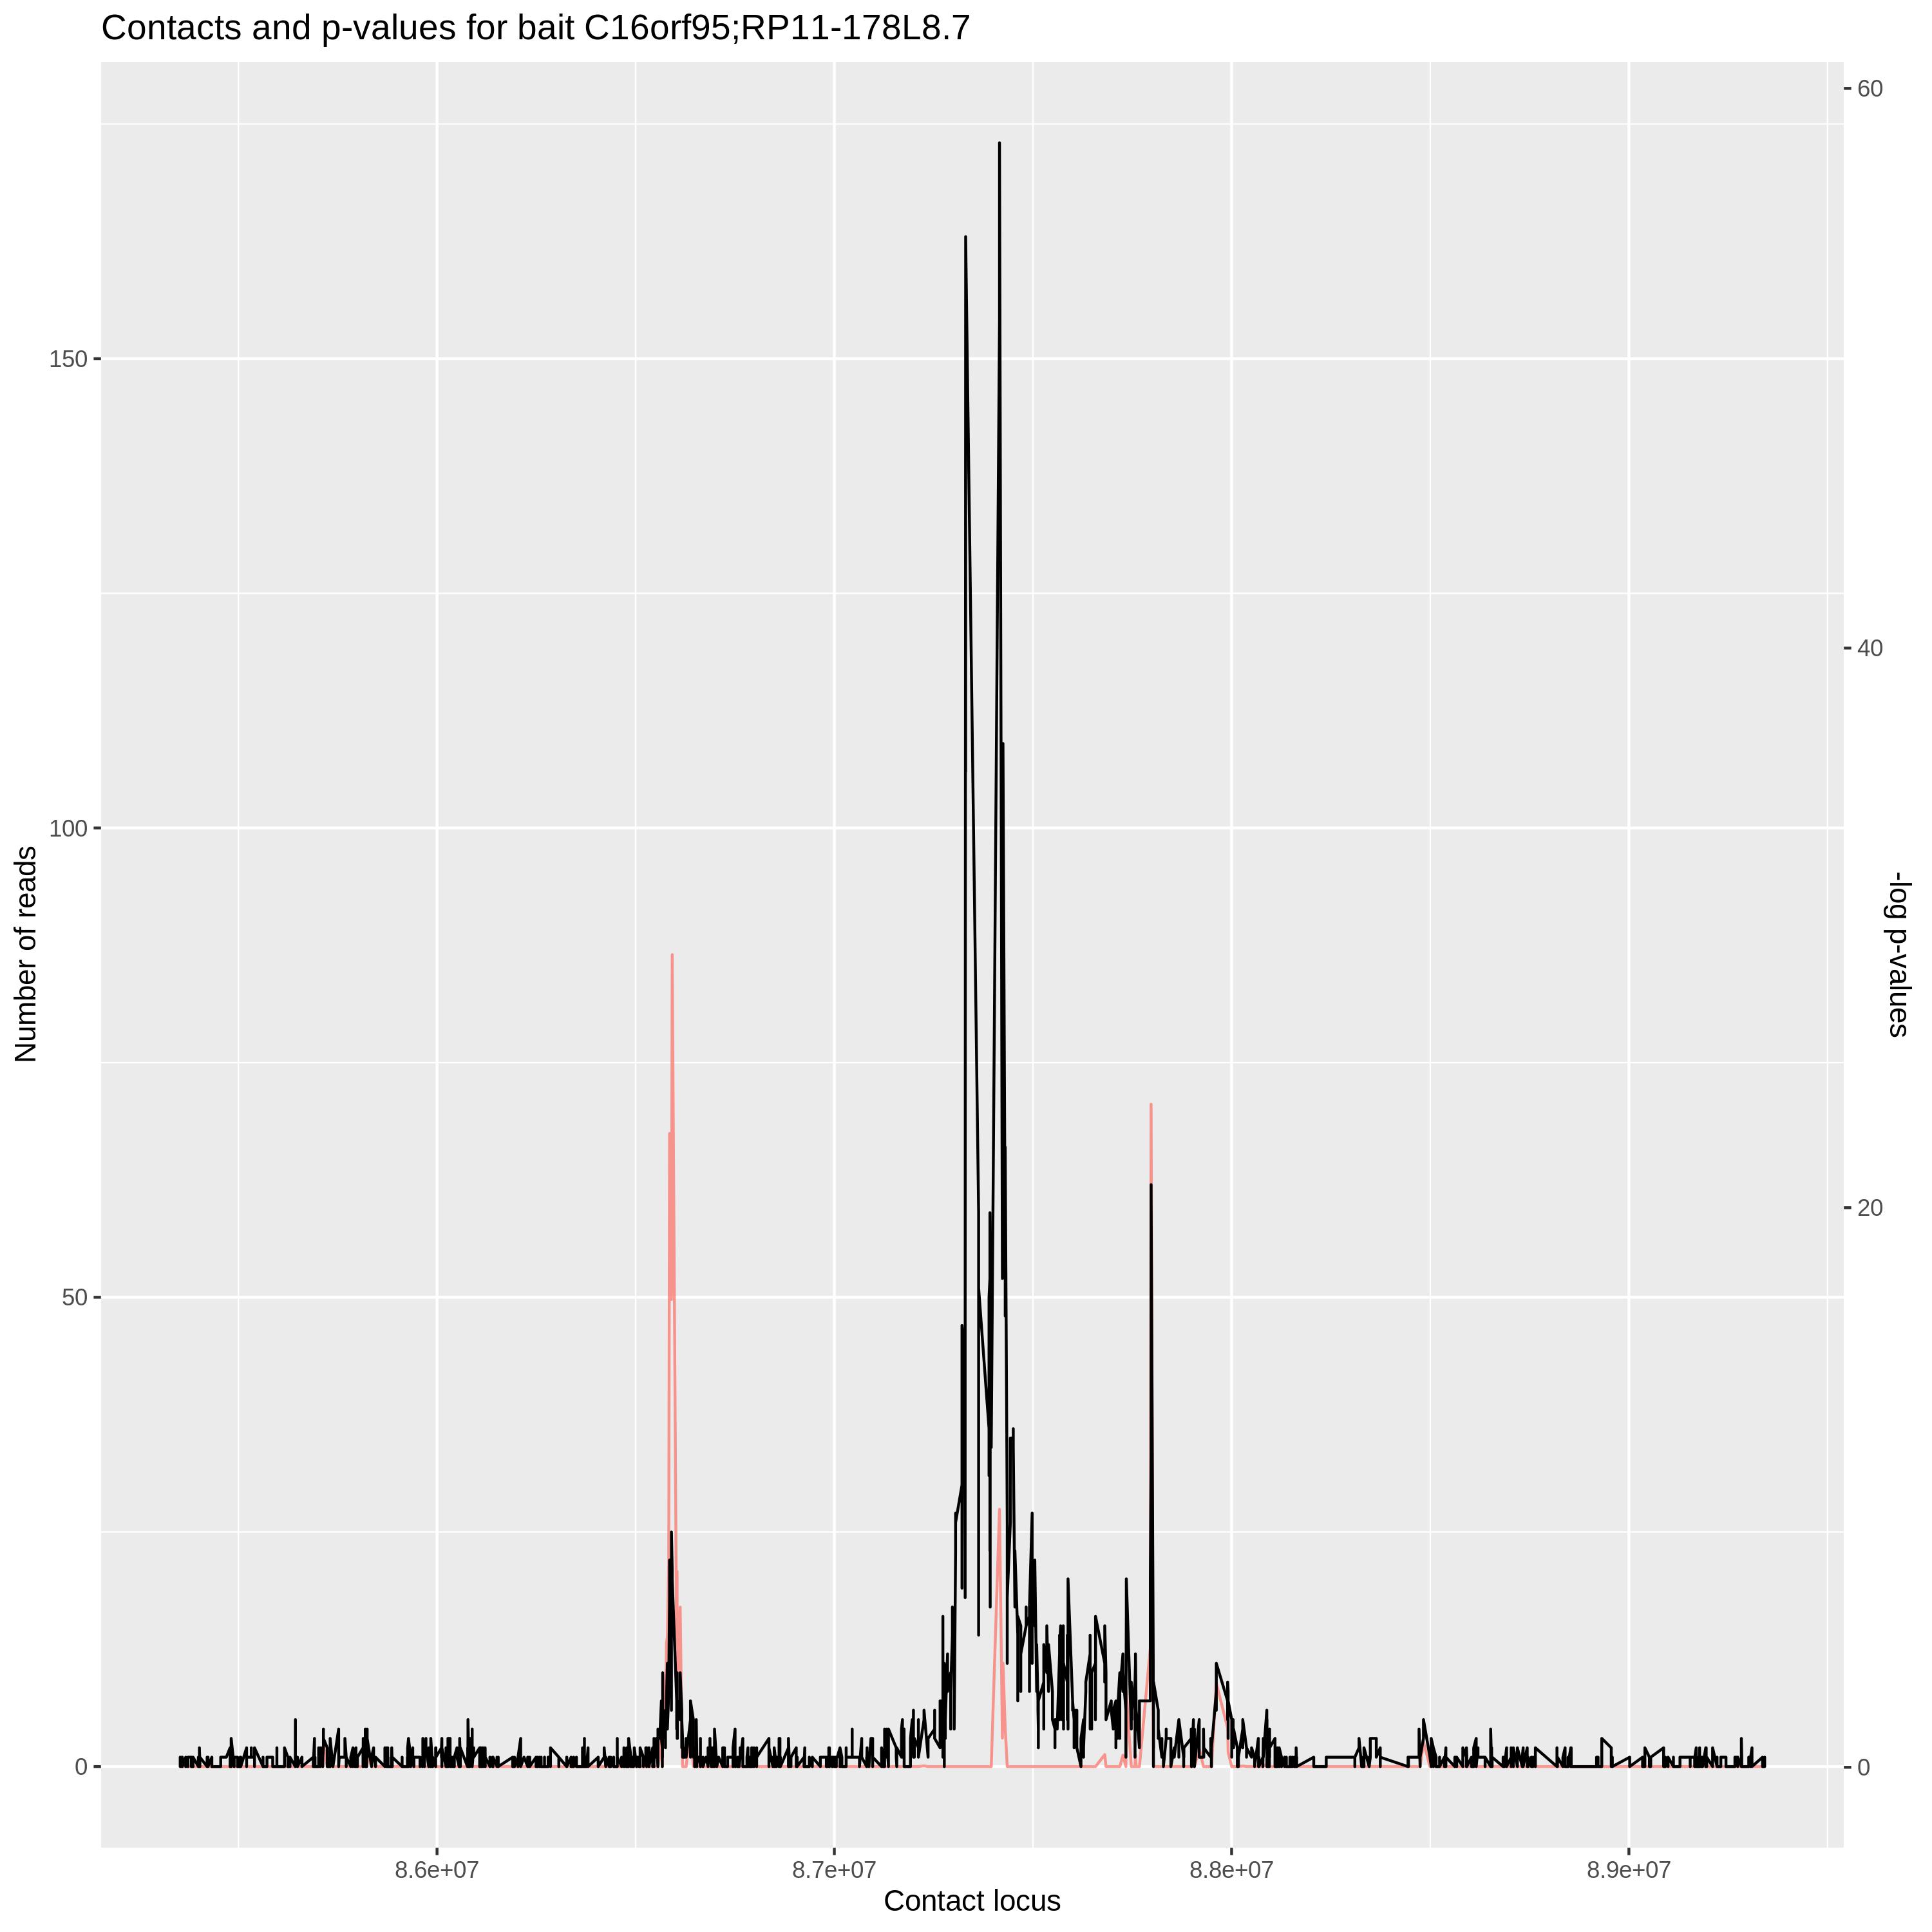 Contacts and p-values for bait C16orf95;RP11-178L8.7
Number of reads
150
100
50
0
60
40
20
0
-log p-values
8.6e+07
8.7e+07
8.8e+07
8.9e+07
Contact locus